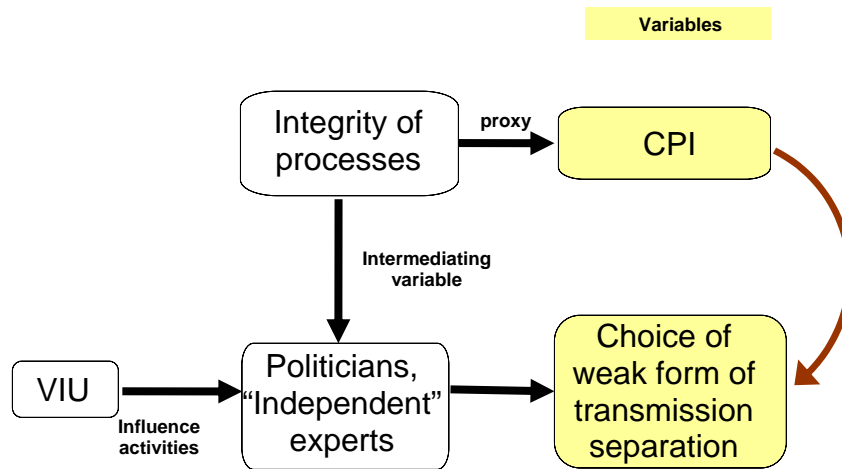 Variables
Integrity of
processes
proxy
CPI
Intermediating
variable
VIU
Influence
activities
Politicians,
“Independent”
experts
Choice of
weak form of
transmission
separation